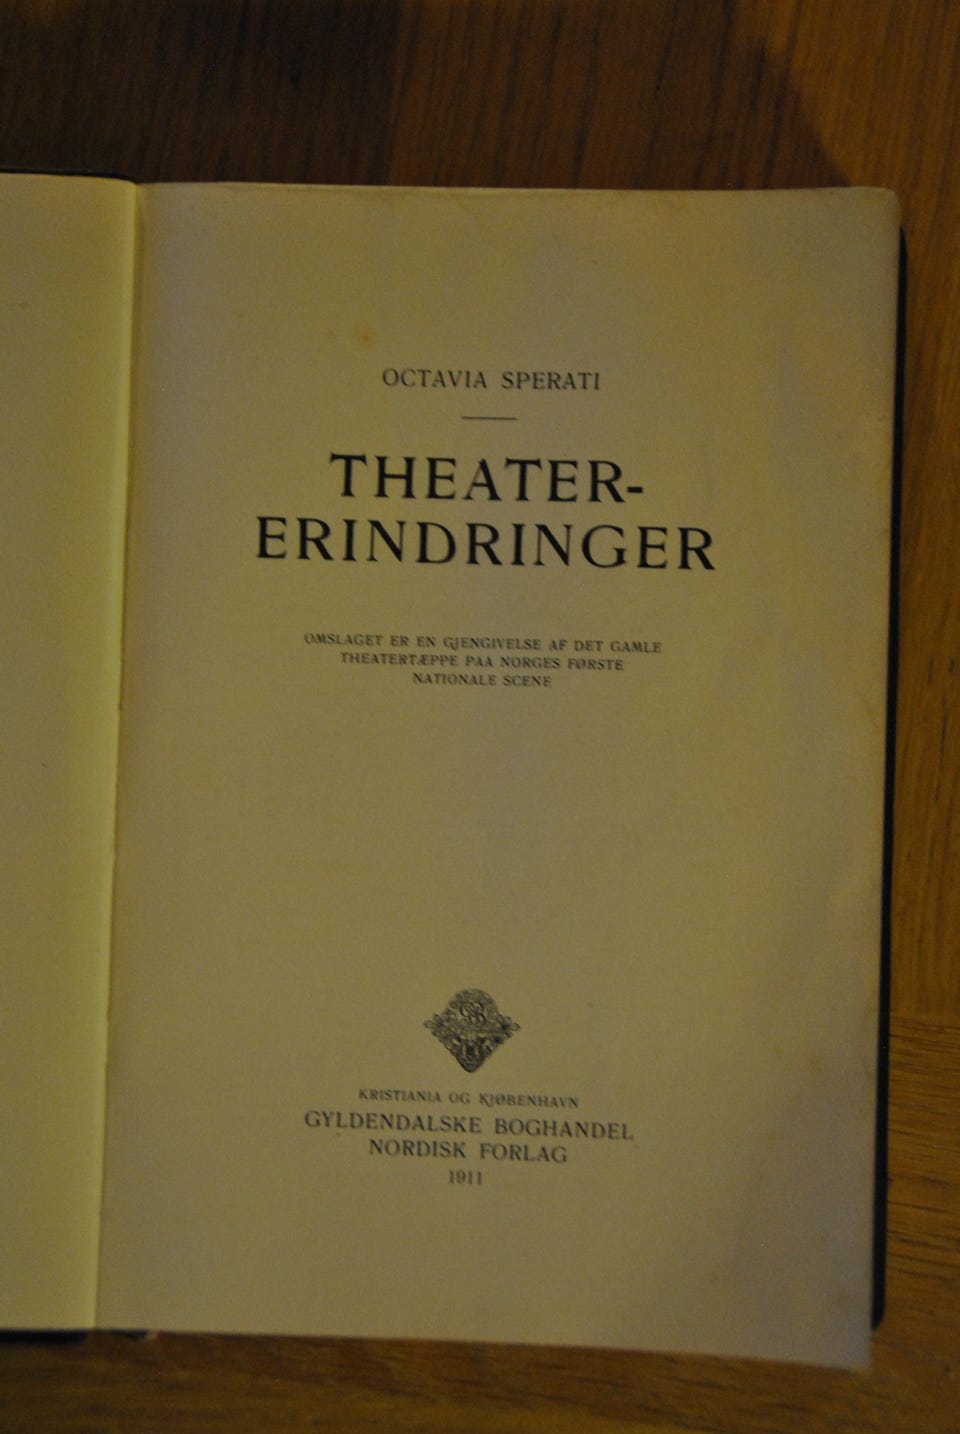 OCTAVIA SPERATI
THEATER-
ERINDRINGER
OMSLAGET ER EN GJENGIVELSE AF DET GAMLE
THEATERTÆPPE PAA NORGES FØRSTE
NATIONALE SCENE
KRISTIANIA OG KJØBENHAVN
GYLDENDALSKE BOGHANDEL
NORDISK FORLAG
1911